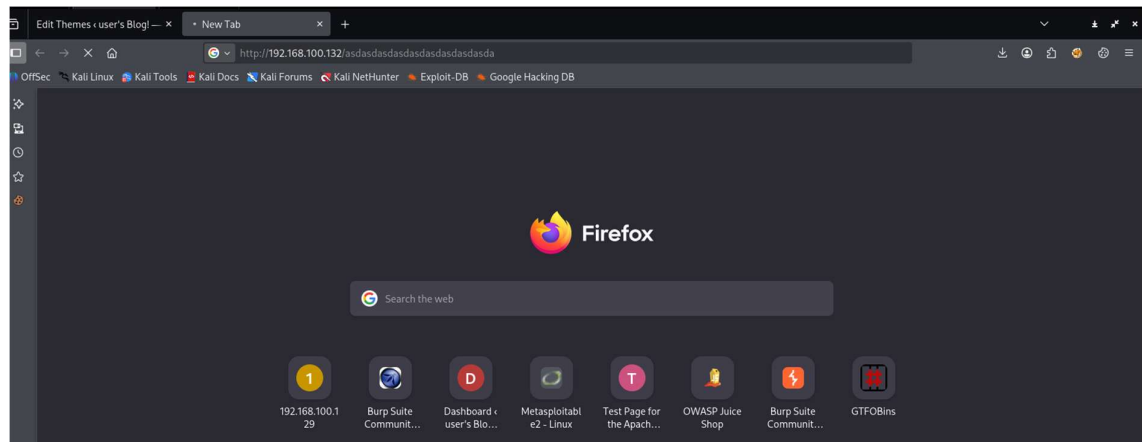 Edit Themes ‹ user's Blog! —
New Tab
http://192.168.100.132/asdasdasdasdasdasdasdasdasda
OffSec
Kali Linux
Kali Tools
Kali Docs
Kali Forums
Kali NetHunter
Exploit-DB
Google Hacking DB
Firefox
Search the web
1
D
T
192.168.100.1
29
Burp Suite
Communit...
Dashboard ‹
user's Blo...
Metasploitabl
e2 - Linux
Test Page for
the Apach...
OWASP Juice
Shop
Burp Suite
Communit...
GTFOBins